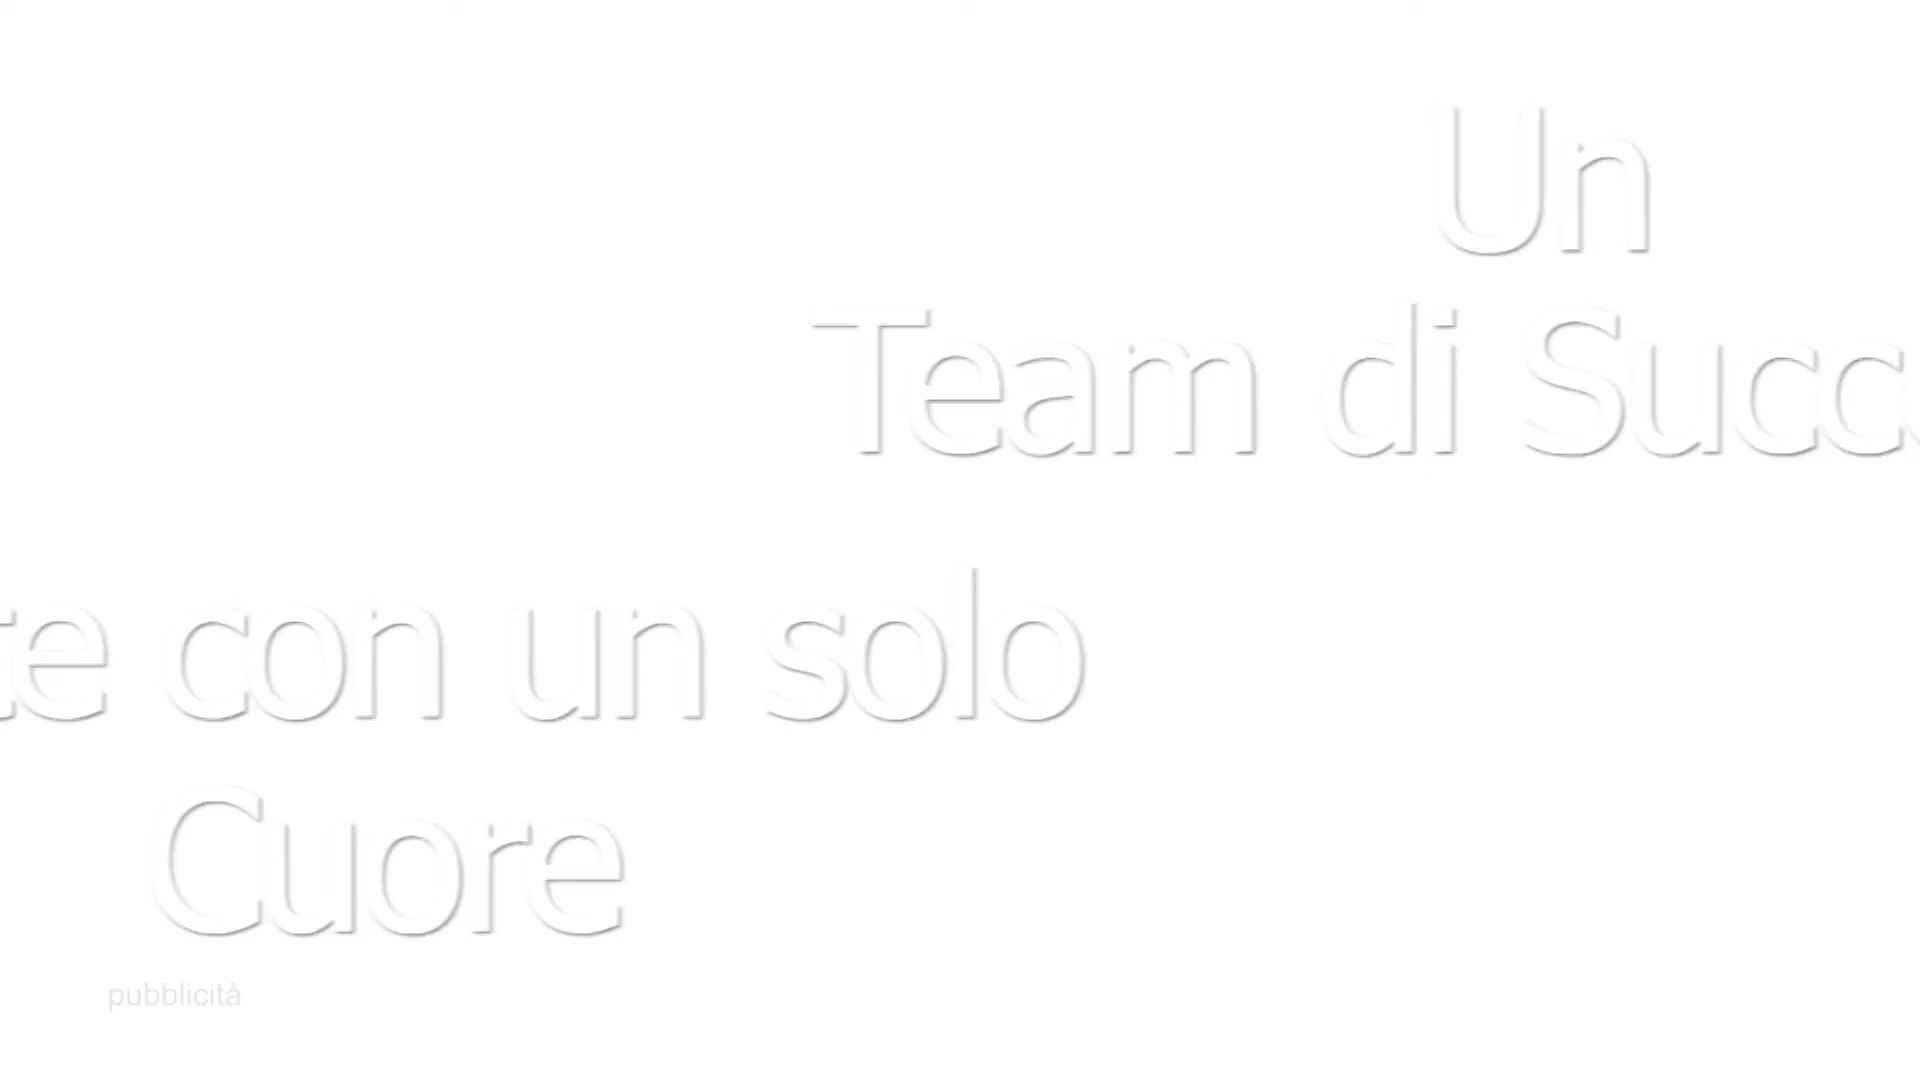 Un
Team di Succ
te con un solo
Cuore
pubblicità